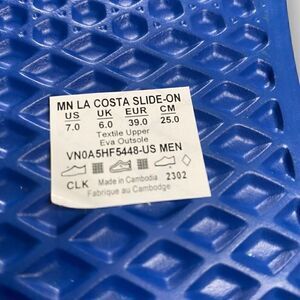 MN LA COSTA SLIDE-ON
US UK EUR CM
7.0 6.0 39.0 25.0
Textile Upper
Eva Outsole
VN0A5HF5448-US MEN
CLK Made in Cambodia 2302
Fabrique au Cambodge